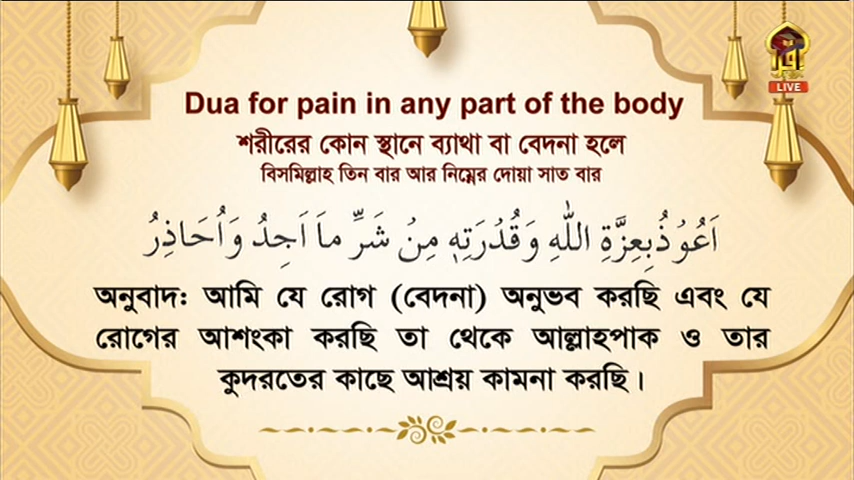 LIVE
Dua for pain in any part of the body
শরীরের কোন স্থানে ব্যাথা বা বেদনা হলে
বিসমিল্লাহ তিন বার আর নিম্নের দোয়া সাত বার
اَعُوْذُ بِعِزَّةِ اللّٰهِ وَقُدْرَتِهٖ مِنْ شَرِّ مَا اَجِدُ وَاُحَاذِرُ
অনুবাদ: আমি যে রোগ (বেদনা) অনুভব করছি এবং যে
রোগের আশংকা করছি তা থেকে আল্লাহপাক ও তার
কুদরতের কাছে আশ্রয় কামনা করছি।